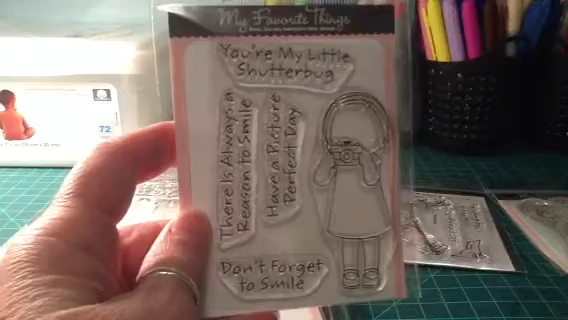 My Favorite Things
You're My Little
Shutterbug
There Is Always a
Reason to Smile
Have a Picture
Perfect Day
Don't Forget
to Smile
72